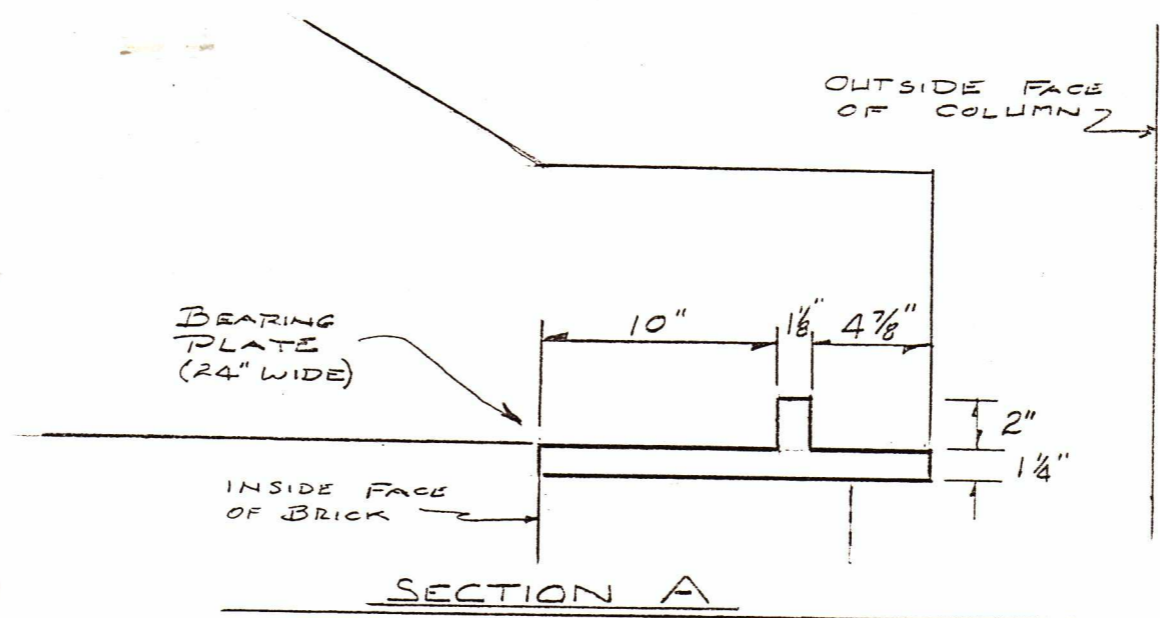 OUTSIDE FACE
OF COLUMN
BEARING
PLATE
(24" WIDE)
10"
1⅛"
4⅞"
2"
1¼"
INSIDE FACE
OF BRICK
SECTION A